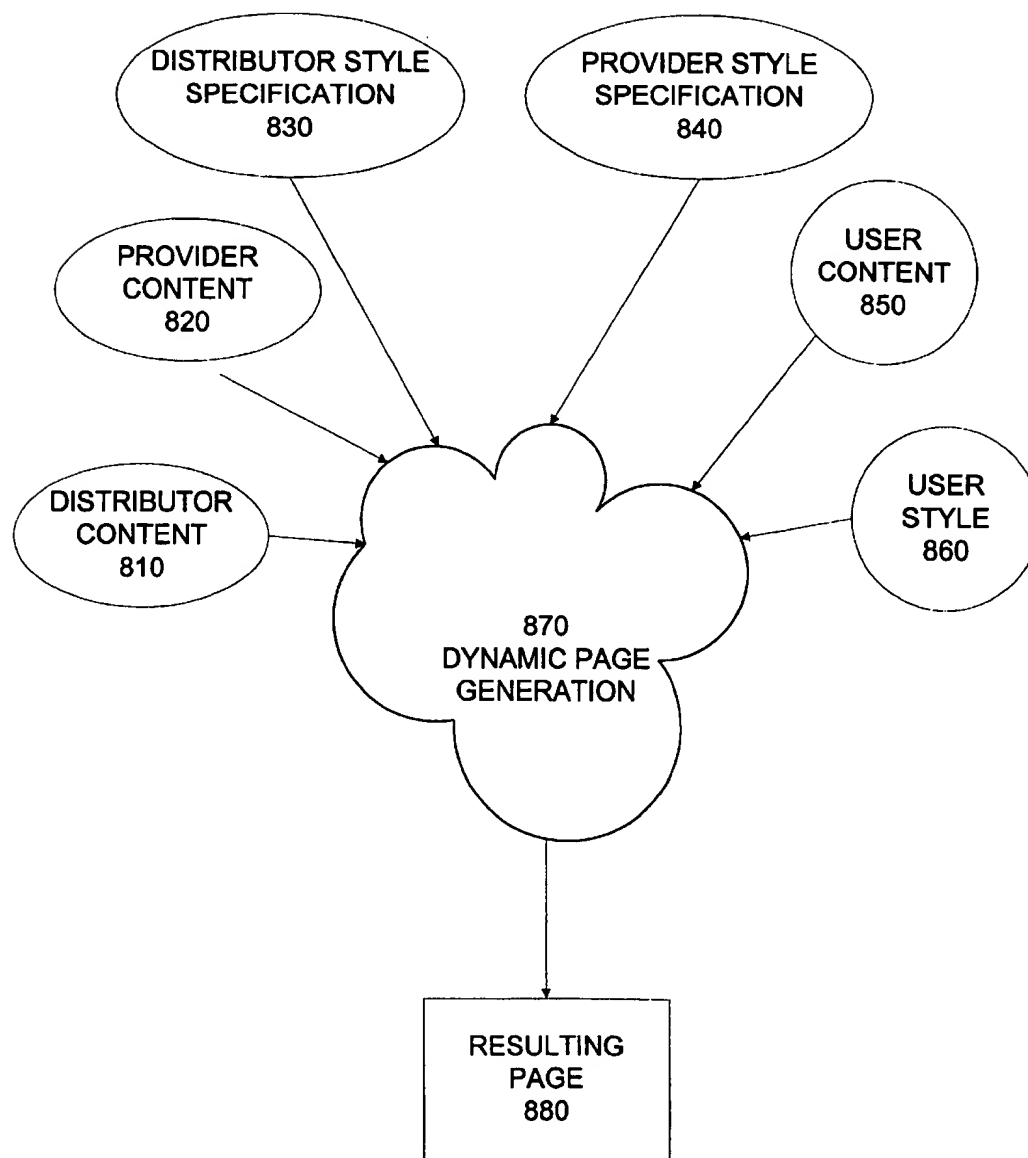 DISTRIBUTOR STYLE
SPECIFICATION
830
PROVIDER STYLE
SPECIFICATION
840
PROVIDER
CONTENT
820
USER
CONTENT
850
DISTRIBUTOR
CONTENT
810
USER
STYLE
860
870
DYNAMIC PAGE
GENERATION
RESULTING
PAGE
880